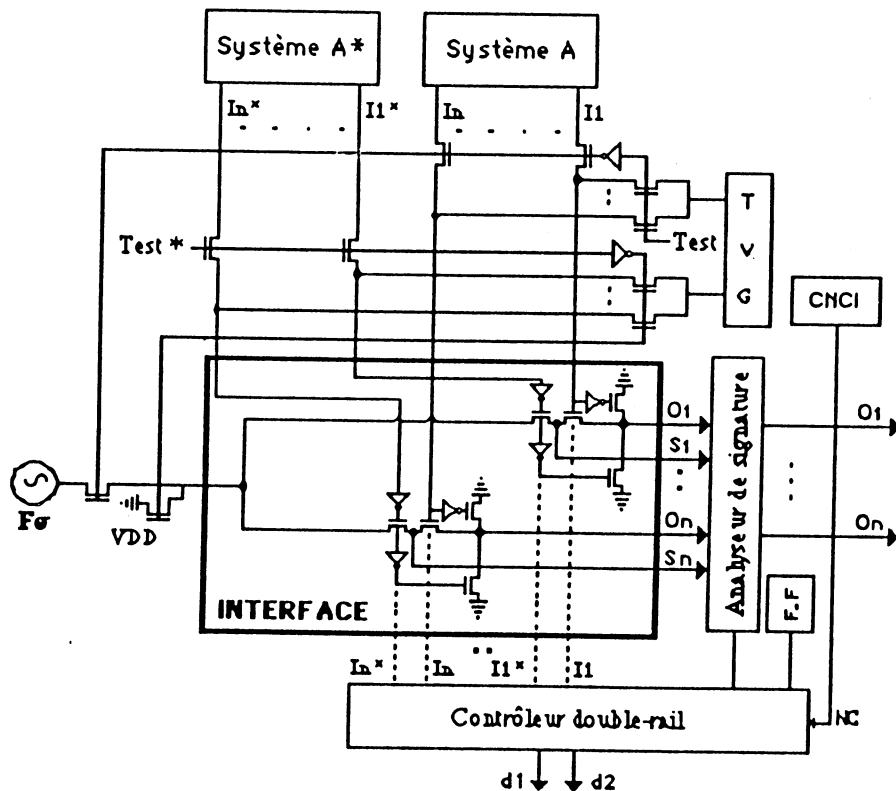 Système A*
Système A
In*
I1*
In
I1
Test*
Test
T
V
G
CNCI
O1
S1
On
Sn
Analyseur de signature
O1
On
Fσ
VDD
INTERFACE
F.F
In*
In
I1*
I1
Contrôleur double-rail
NC
d1
d2